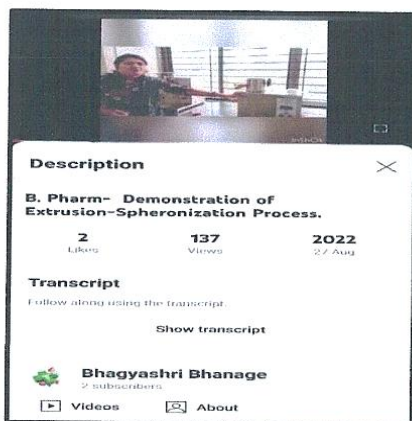 Description
B. Pharm- Demonstration of
Extrusion-Spheronization Process.
2 137 2022
Likes Views 27 Aug
Transcript
Follow along using the transcript.
Show transcript
Bhagyashri Bhanage
2 subscribers
Videos About